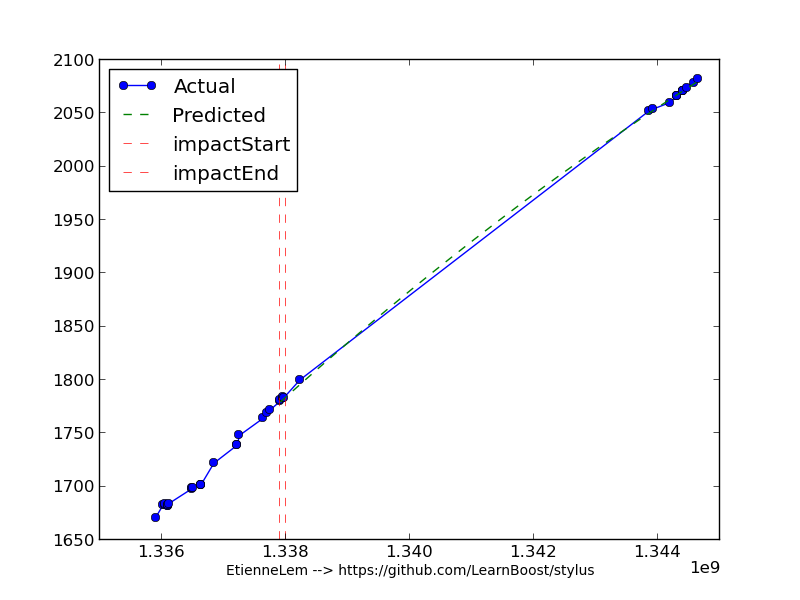 2100
2050
2000
1950
1900
1850
1800
1750
1700
1650
Actual
Predicted
impactStart
impactEnd
1.336 1.338 1.340 1.342 1.344
1e9
EtienneLem --> https://github.com/LearnBoost/stylus